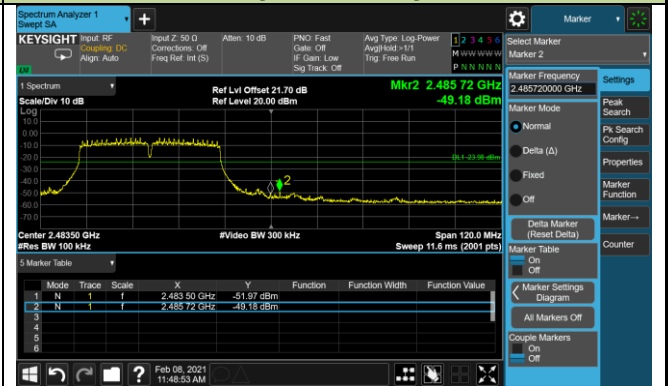 Spectrum Analyzer 1
Swept SA
Marker
KEYSIGHT
Input: RF
Coupling: DC
Align: Auto
Input Z: 50 Ω
Corrections: Off
Freq Ref: Int (S)
Atten: 10 dB
PNO: Fast
Gate: Off
IF Gain: Low
Sig Track: Off
Avg Type: Log-Power
Avg|Hold:>1/1
Trig: Free Run
1 2 3 4 5 6
M W W W W W
P N N N N N
Select Marker
Marker 2
1 Spectrum
Scale/Div 10 dB
Ref Lvl Offset 21.70 dB
Ref Level 20.00 dBm
Mkr2 2.485 72 GHz
-49.18 dBm
Log
10.0
0.00
-10.0
-20.0
-30.0
-40.0
-50.0
-60.0
-70.0
DL1 -23.98 dBm
2
Center 2.48350 GHz
#Res BW 100 kHz
#Video BW 300 kHz
Span 120.0 MHz
Sweep 11.6 ms (2001 pts)
5 Marker Table
Mode Trace Scale X Y Function Function Width Function Value
1 N 1 f 2.483 50 GHz -51.97 dBm
2 N 1 f 2.485 72 GHz -49.18 dBm
3
4
5
6
Marker Frequency
2.485720000 GHz
Marker Mode
Normal
Delta (Δ)
Fixed
Off
Delta Marker
(Reset Delta)
Marker Table
On
Off
Marker Settings
Diagram
All Markers Off
Couple Markers
On
Off
Settings
Peak
Search
Pk Search
Config
Properties
Marker
Function
Marker→
Counter
?
Feb 08, 2021
11:48:53 AM